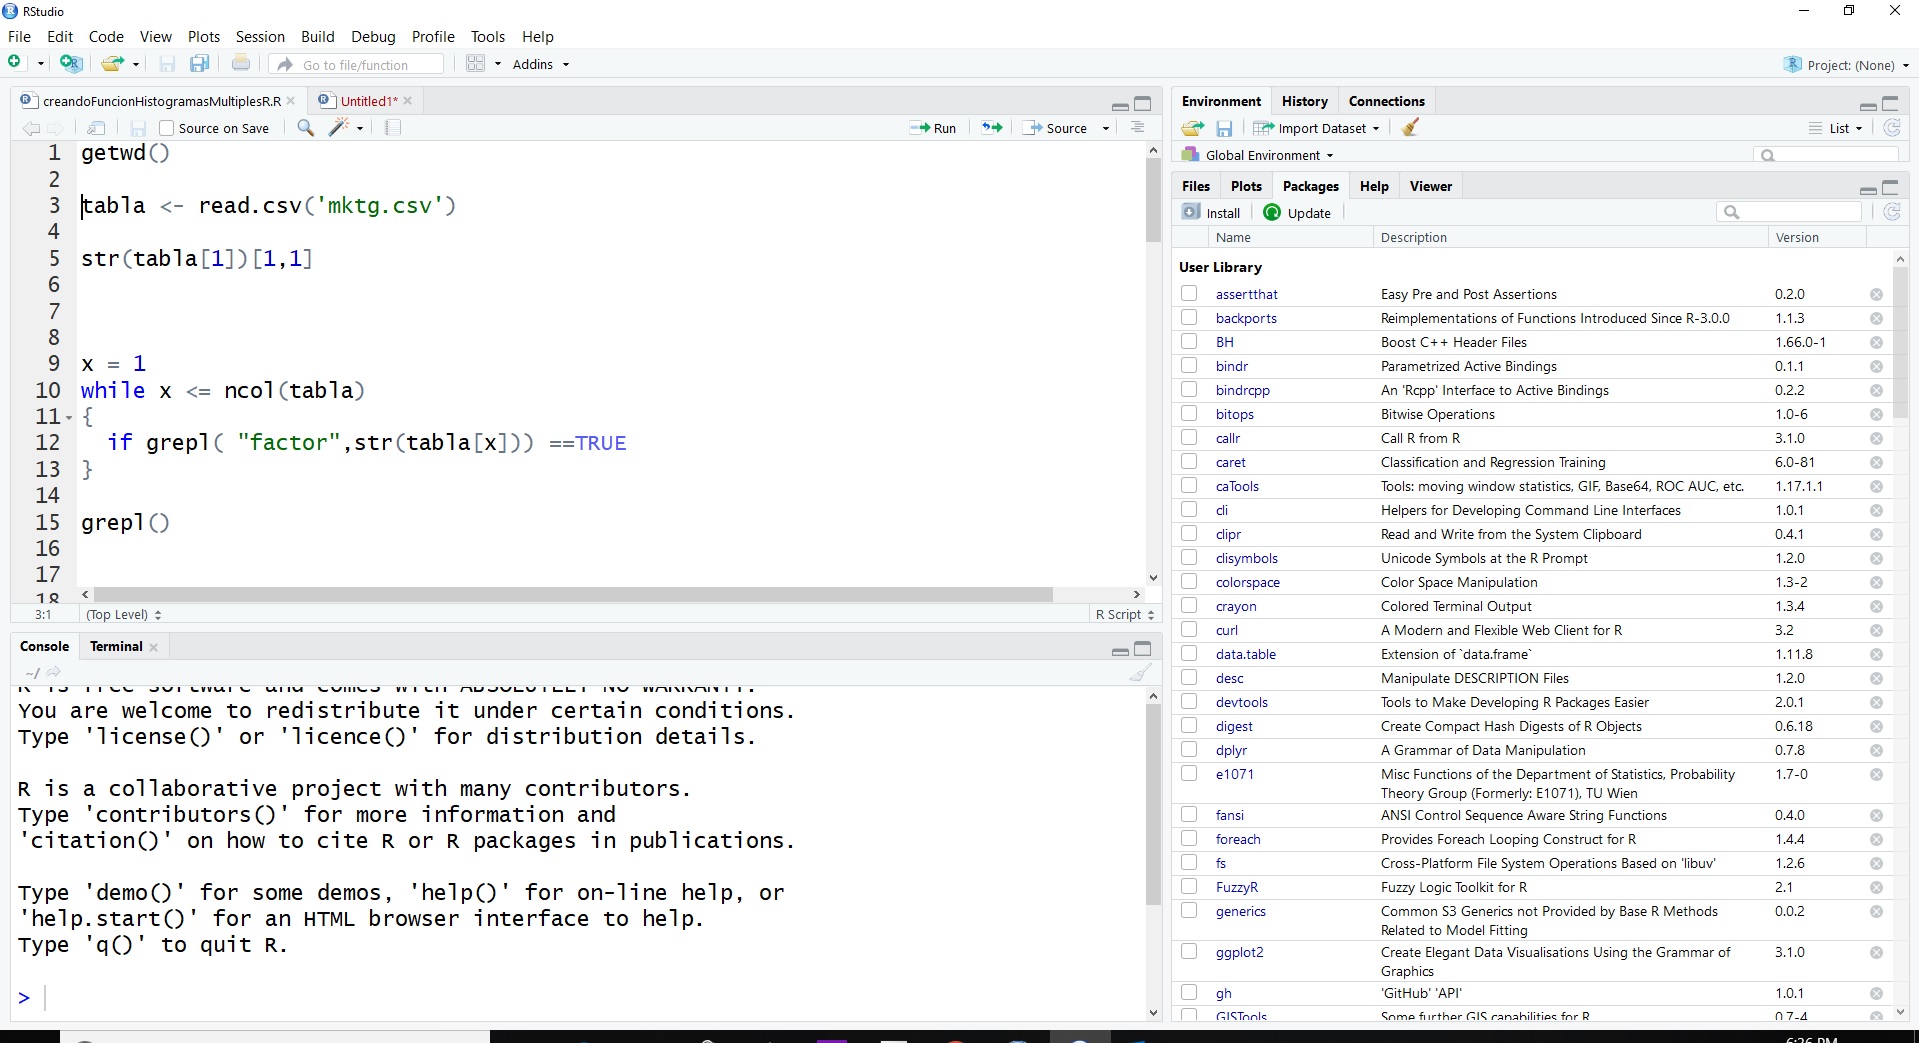 RStudio
File Edit Code View Plots Session Build Debug Profile Tools Help
Go to file/function Addins Project: (None)
creandoFuncionHistogramasMultiplesR.R Untitled1*
Source on Save Run Source
1 getwd()
2
3 tabla <- read.csv('mktg.csv')
4
5 str(tabla[1])[1,1]
6
7
8
9 x = 1
10 while x <= ncol(tabla)
11 {
12 if grepl( "factor",str(tabla[x])) ==TRUE
13 }
14
15 grepl()
16
17
18
3:1 (Top Level) R Script
Console Terminal
~/
R is free software and comes with ABSOLUTELY NO WARRANTY.
You are welcome to redistribute it under certain conditions.
Type 'license()' or 'licence()' for distribution details.
R is a collaborative project with many contributors.
Type 'contributors()' for more information and
'citation()' on how to cite R or R packages in publications.
Type 'demo()' for some demos, 'help()' for on-line help, or
'help.start()' for an HTML browser interface to help.
Type 'q()' to quit R.
>
Environment History Connections
Import Dataset List
Global Environment
Files Plots Packages Help Viewer
Install Update
Name Description Version
User Library
assertthat Easy Pre and Post Assertions 0.2.0
backports Reimplementations of Functions Introduced Since R-3.0.0 1.1.3
BH Boost C++ Header Files 1.66.0-1
bindr Parametrized Active Bindings 0.1.1
bindrcpp An 'Rcpp' Interface to Active Bindings 0.2.2
bitops Bitwise Operations 1.0-6
callr Call R from R 3.1.0
caret Classification and Regression Training 6.0-81
caTools Tools: moving window statistics, GIF, Base64, ROC AUC, etc. 1.17.1.1
cli Helpers for Developing Command Line Interfaces 1.0.1
clipr Read and Write from the System Clipboard 0.4.1
clisymbols Unicode Symbols at the R Prompt 1.2.0
colorspace Color Space Manipulation 1.3-2
crayon Colored Terminal Output 1.3.4
curl A Modern and Flexible Web Client for R 3.2
data.table Extension of `data.frame` 1.11.8
desc Manipulate DESCRIPTION Files 1.2.0
devtools Tools to Make Developing R Packages Easier 2.0.1
digest Create Compact Hash Digests of R Objects 0.6.18
dplyr A Grammar of Data Manipulation 0.7.8
e1071 Misc Functions of the Department of Statistics, Probability 1.7-0
Theory Group (Formerly: E1071), TU Wien
fansi ANSI Control Sequence Aware String Functions 0.4.0
foreach Provides Foreach Looping Construct for R 1.4.4
fs Cross-Platform File System Operations Based on 'libuv' 1.2.6
FuzzyR Fuzzy Logic Toolkit for R 2.1
generics Common S3 Generics not Provided by Base R Methods 0.0.2
Related to Model Fitting
ggplot2 Create Elegant Data Visualisations Using the Grammar of 3.1.0
Graphics
gh 'GitHub' 'API' 1.0.1
GISTools Some further GIS capabilities for R 0.7-4
6:26 PM